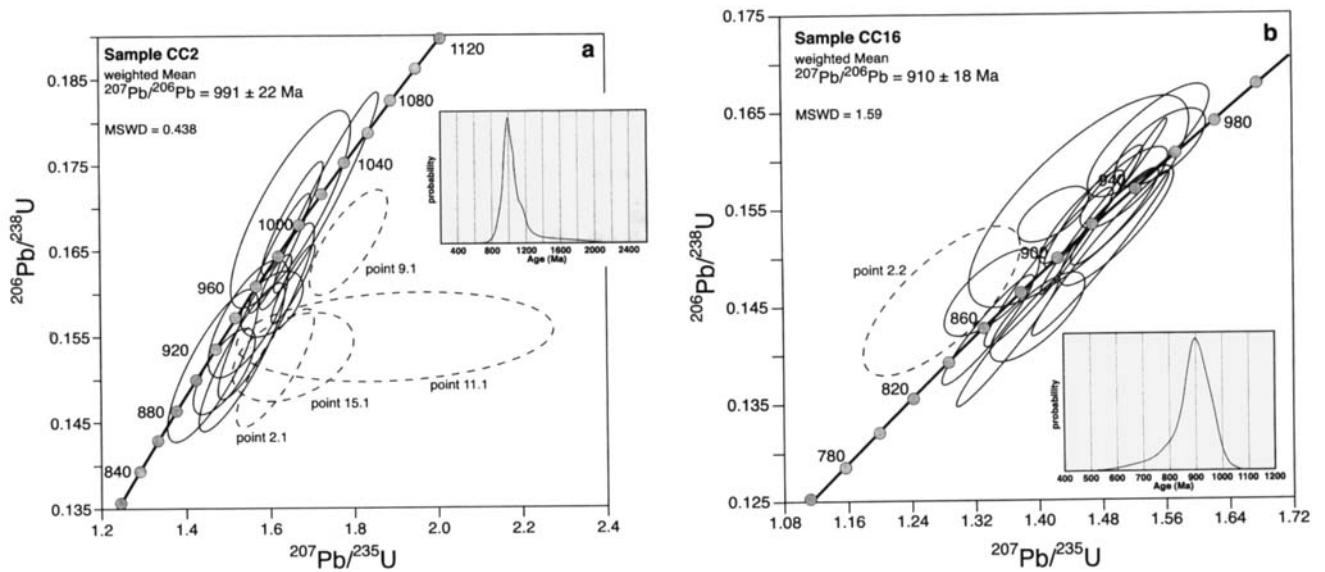 a
Sample CC2
weighted Mean
207Pb/206Pb = 991 ± 22 Ma
MSWD = 0.438
0.185
0.175
0.165
0.155
0.145
0.135
206Pb/238U
1.2 1.4 1.6 1.8 2.0 2.2 2.4
207Pb/235U
1120
1080
1040
1000
960
920
880
840
point 9.1
point 11.1
point 15.1
point 2.1
probability
400 800 1200 1600 2000 2400
Age (Ma)
b
Sample CC16
weighted Mean
207Pb/206Pb = 910 ± 18 Ma
MSWD = 1.59
0.175
0.165
0.155
0.145
0.135
0.125
206Pb/238U
1.08 1.16 1.24 1.32 1.40 1.48 1.56 1.64 1.72
207Pb/235U
980
940
900
860
820
780
point 2.2
probability
400 500 600 700 800 900 1000 1100 1200
Age (Ma)